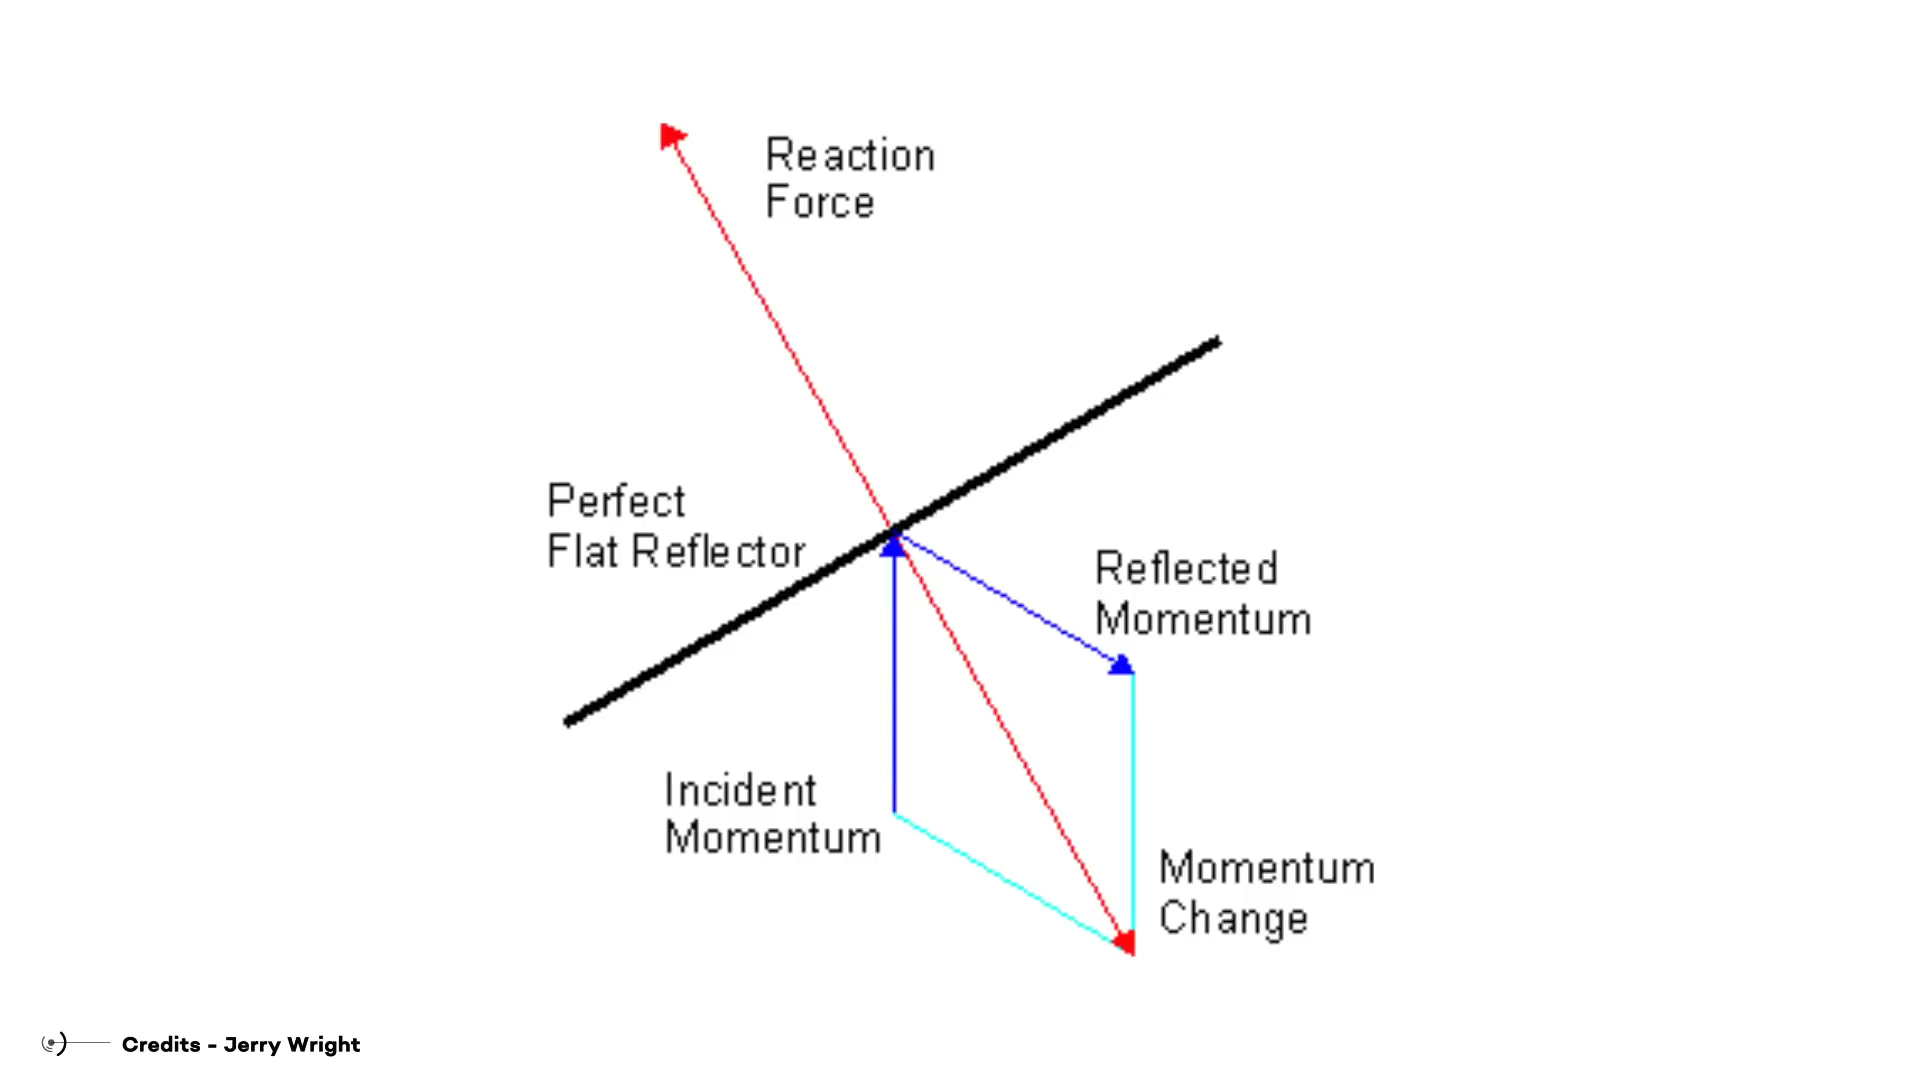 Reaction
Force
Perfect
Flat Reflector
Reflected
Momentum
Incident
Momentum
Momentum
Change
Credits - Jerry Wright